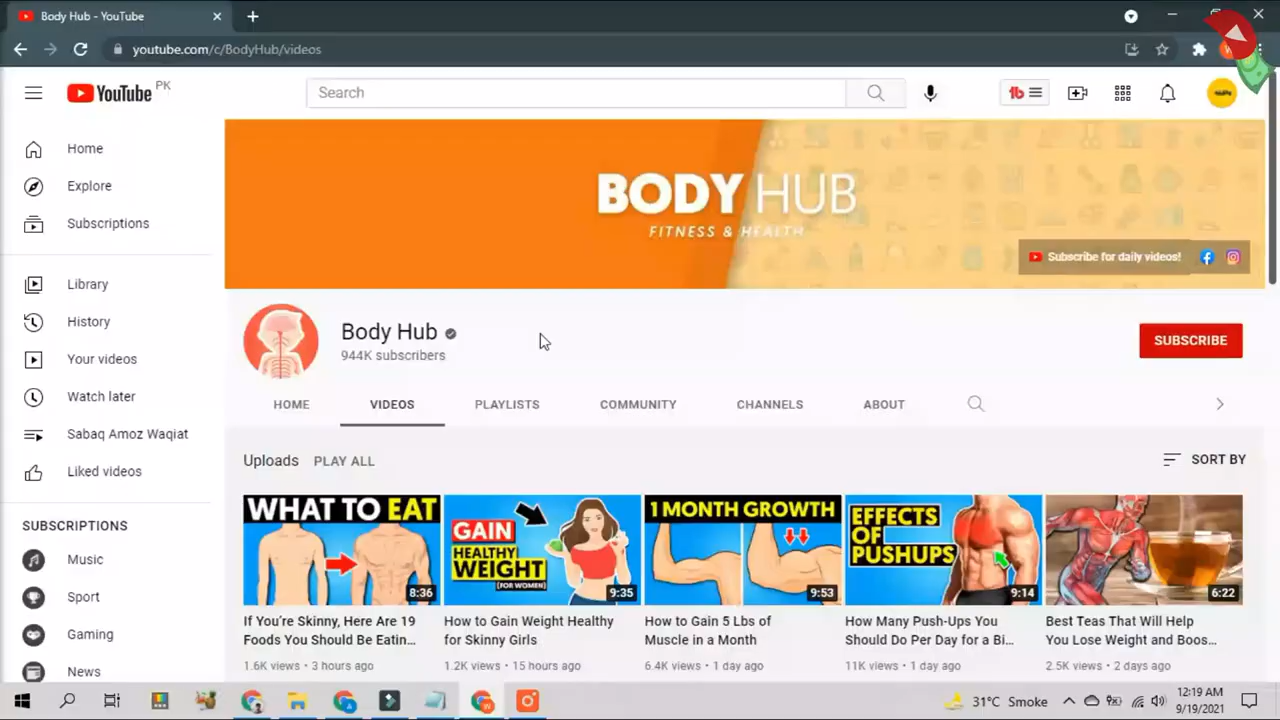 Body Hub - YouTube
youtube.com/c/BodyHub/videos
YouTube PK
Search
Home
Explore
Subscriptions
Library
History
Your videos
Watch later
Sabaq Amoz Waqiat
Liked videos
SUBSCRIPTIONS
Music
Sport
Gaming
News
BODY HUB
FITNESS & HEALTH
Subscribe for daily videos!
Body Hub
944K subscribers
SUBSCRIBE
HOME VIDEOS PLAYLISTS COMMUNITY CHANNELS ABOUT
Uploads PLAY ALL SORT BY
WHAT TO EAT
8:36
If You're Skinny, Here Are 19
Foods You Should Be Eatin...
1.6K views • 3 hours ago
GAIN
HEALTHY
WEIGHT
(FOR WOMEN)
9:35
How to Gain Weight Healthy
for Skinny Girls
1.2K views • 15 hours ago
1 MONTH GROWTH
9:53
How to Gain 5 Lbs of
Muscle in a Month
6.4K views • 1 day ago
EFFECTS
OF
PUSHUPS
9:14
How Many Push-Ups You
Should Do Per Day for a Bi...
11K views • 1 day ago
6:22
Best Teas That Will Help
You Lose Weight and Boos...
2.5K views • 2 days ago
31°C Smoke
12:19 AM
9/19/2021